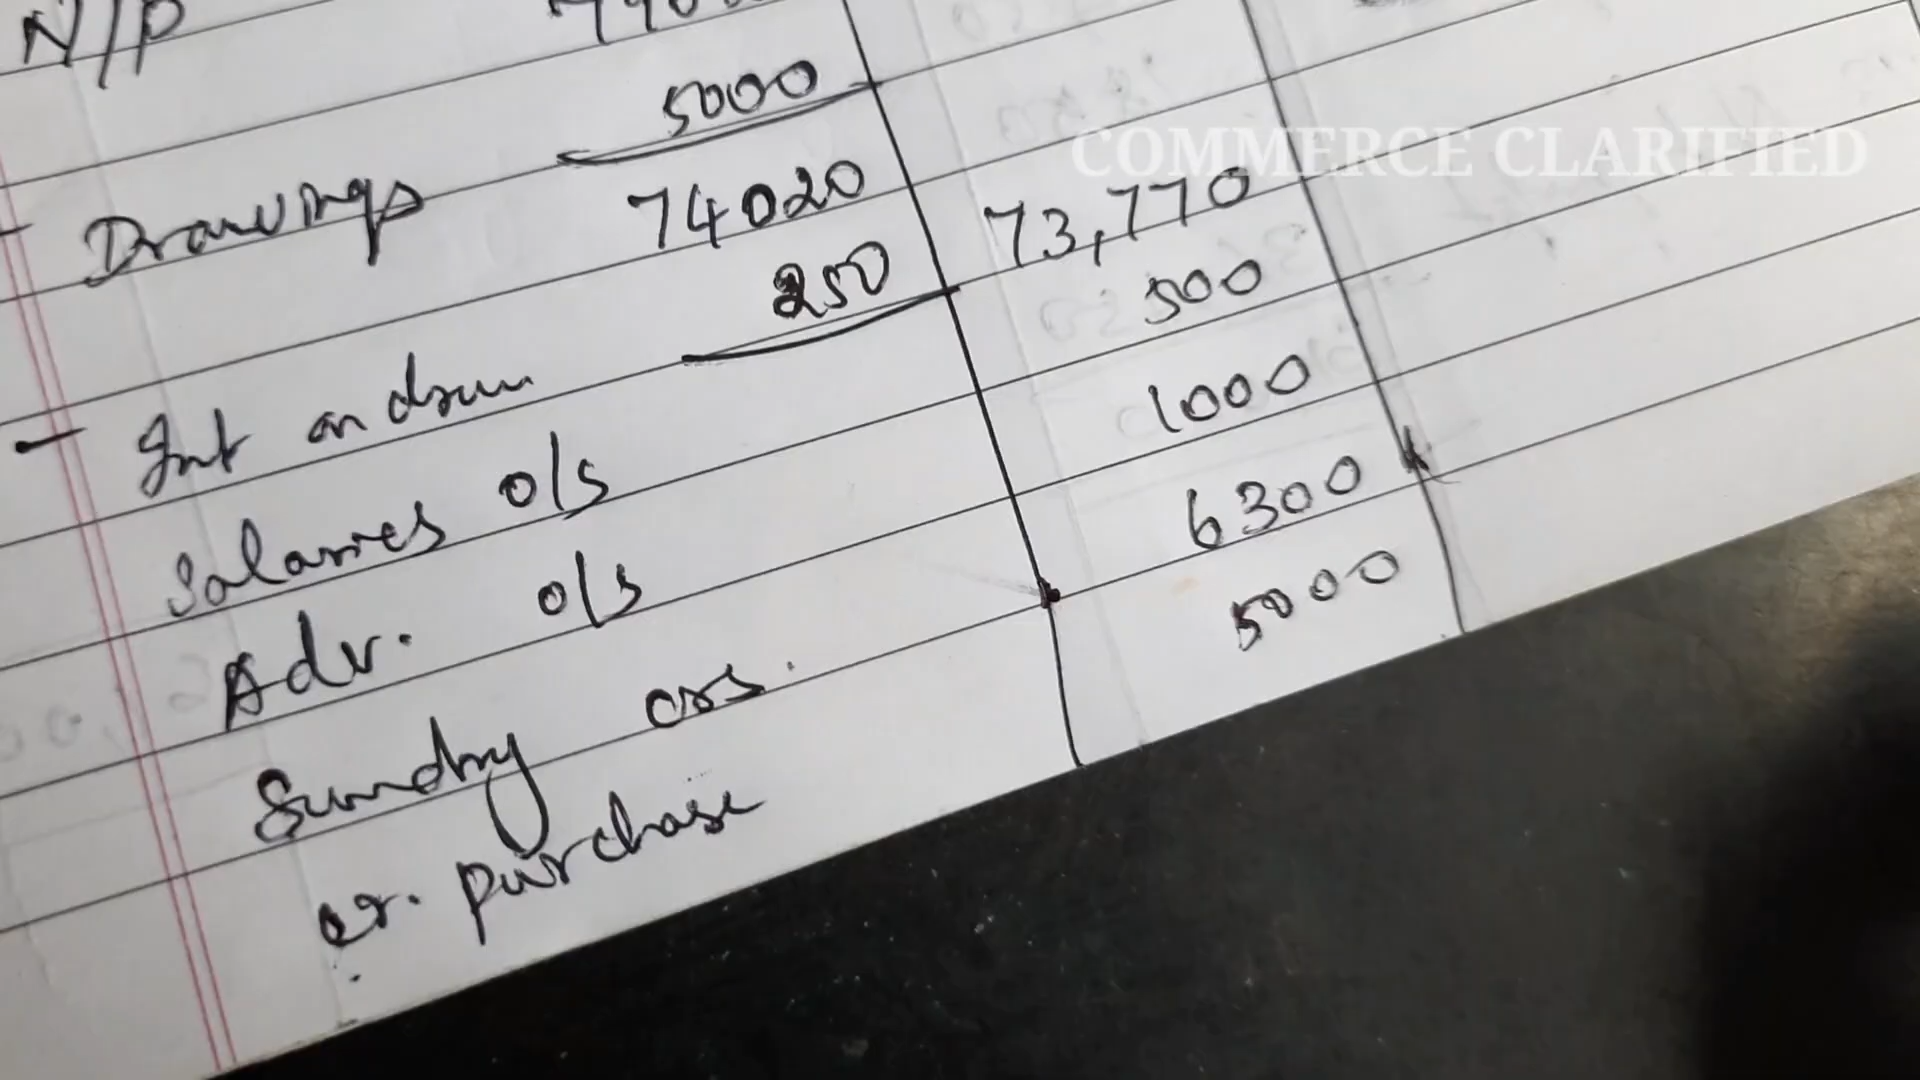 N/P
5000
- Drawings 74020 73,770
250 500
- Int on draw 1000
Salaries o/s 6300
Adv. o/s 5000
Sundry crs.
cr. purchase
COMMERCE CLARIFIED